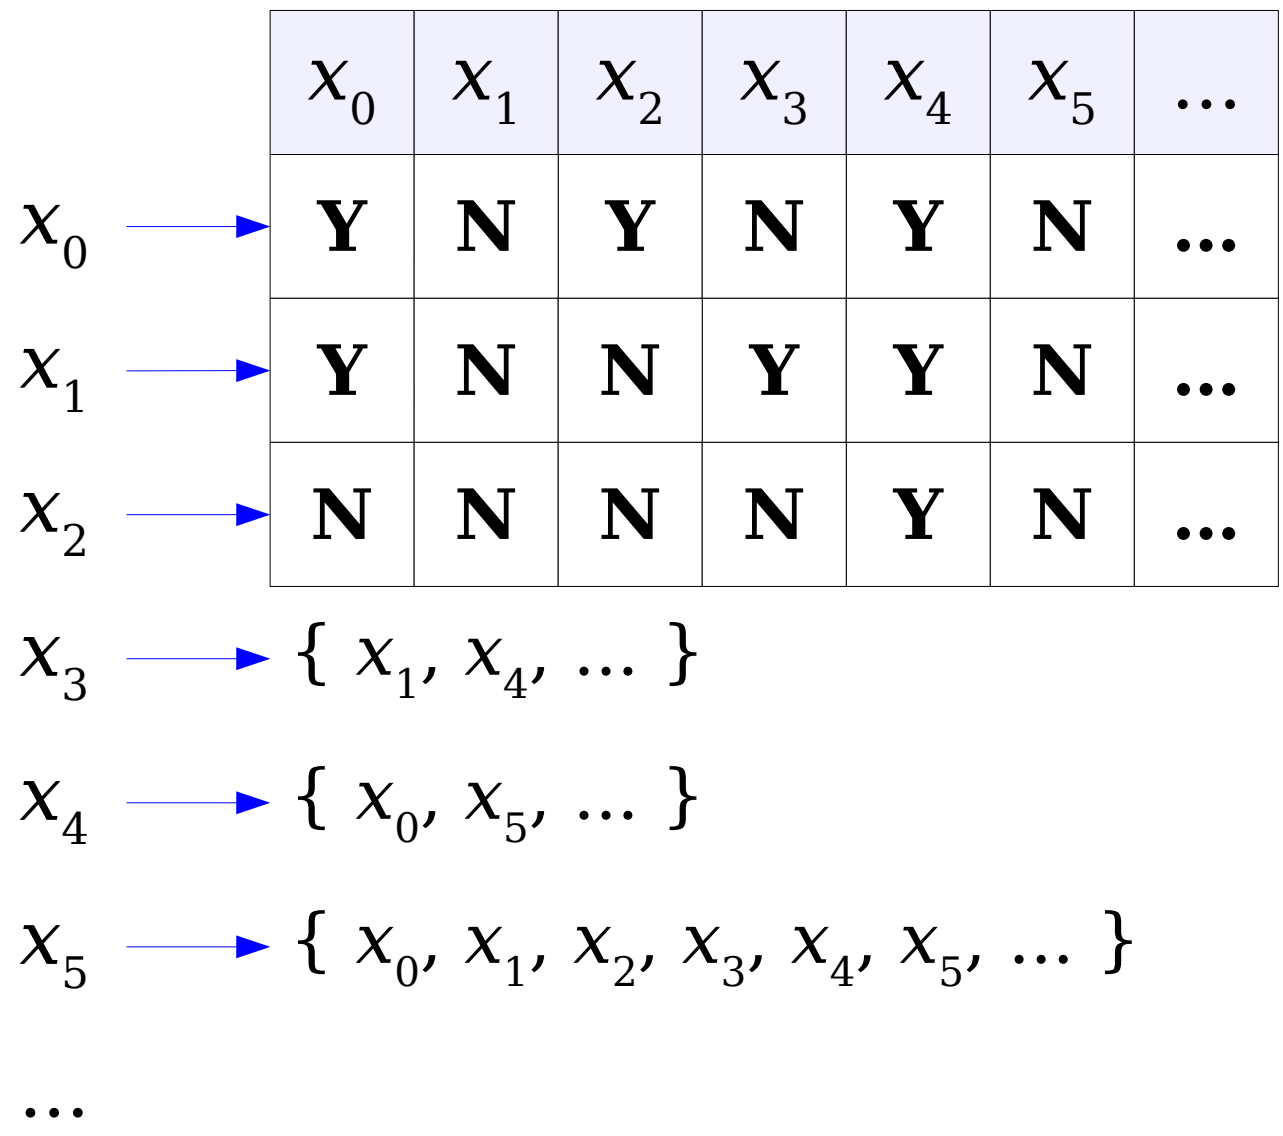 x₀ x₁ x₂ x₃ x₄ x₅ …
x₀ Y N Y N Y N …
x₁ Y N N Y Y N …
x₂ N N N N Y N …
x₃ { x₁, x₄, … }
x₄ { x₀, x₅, … }
x₅ { x₀, x₁, x₂, x₃, x₄, x₅, … }
…